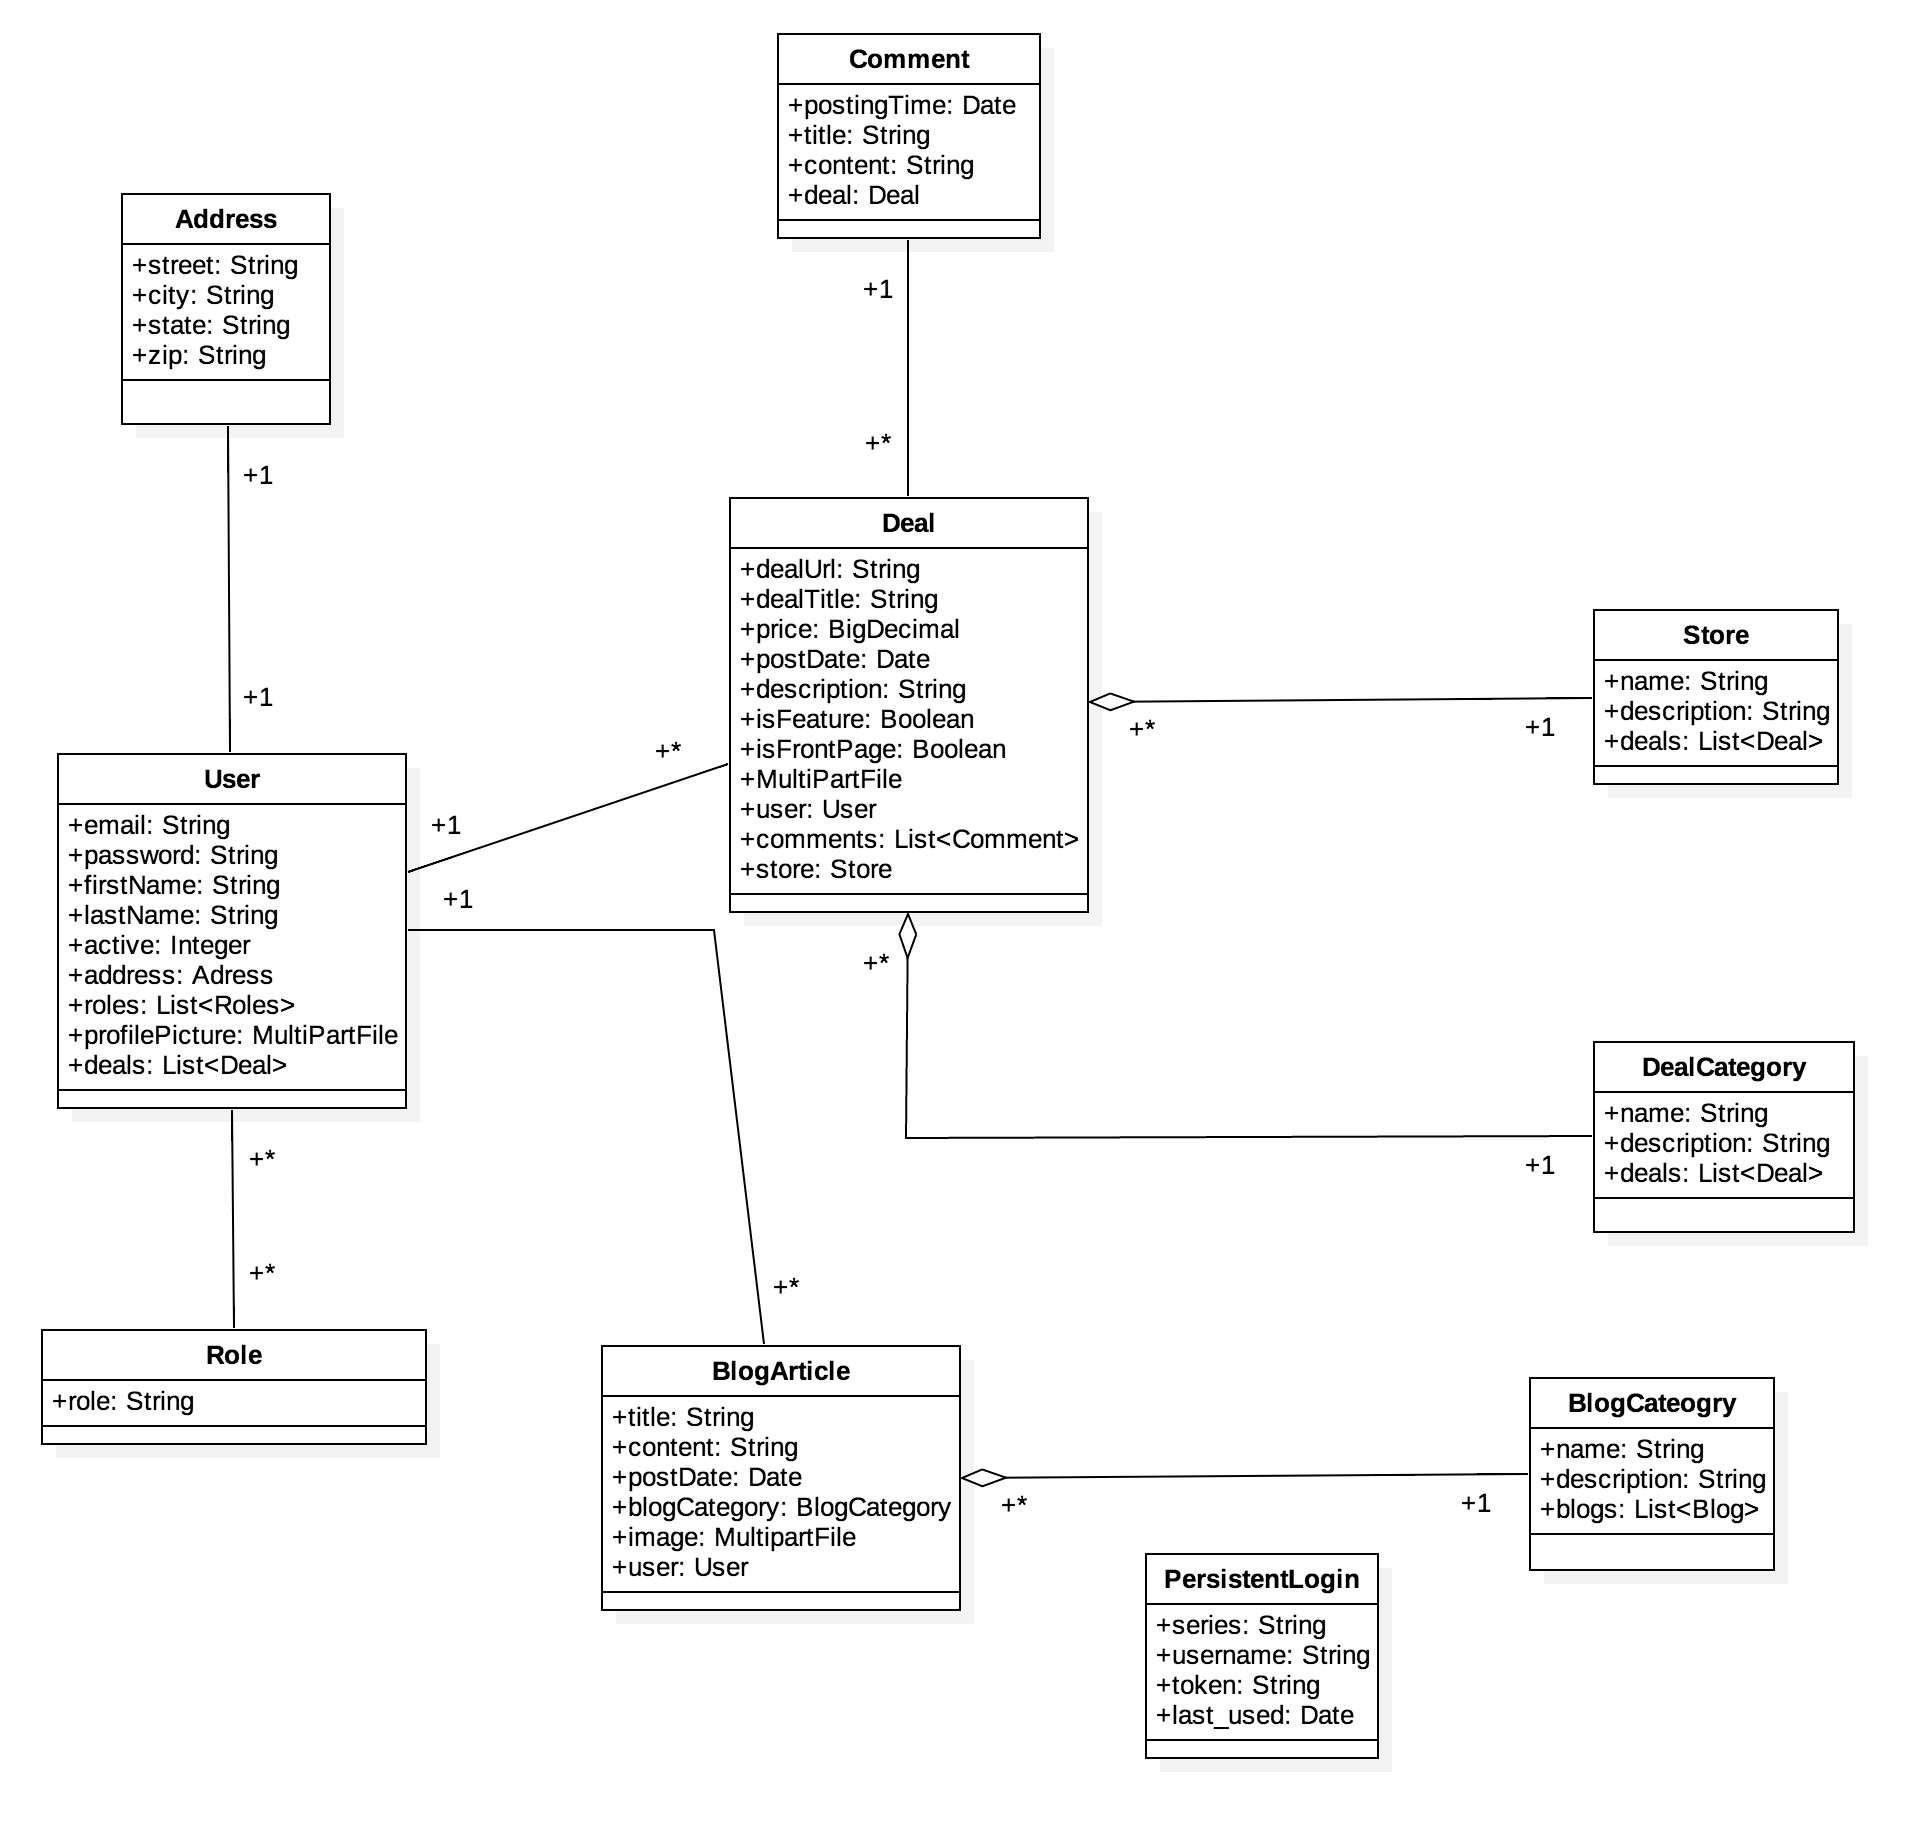 Comment
+postingTime: Date
+title: String
+content: String
+deal: Deal
Address
+street: String
+city: String
+state: String
+zip: String
+1
+*
+1
+1
Deal
+dealUrl: String
+dealTitle: String
+price: BigDecimal
+postDate: Date
+description: String
+isFeature: Boolean
+isFrontPage: Boolean
+MultiPartFile
+user: User
+comments: List<Comment>
+store: Store
Store
+name: String
+description: String
+deals: List<Deal>
+*
+1
User
+email: String
+password: String
+firstName: String
+lastName: String
+active: Integer
+address: Adress
+roles: List<Roles>
+profilePicture: MultiPartFile
+deals: List<Deal>
+*
+1
+1
+*
DealCategory
+name: String
+description: String
+deals: List<Deal>
+1
+*
+*
+*
Role
+role: String
BlogArticle
+title: String
+content: String
+postDate: Date
+blogCategory: BlogCategory
+image: MultipartFile
+user: User
+*
+1
BlogCateogry
+name: String
+description: String
+blogs: List<Blog>
PersistentLogin
+series: String
+username: String
+token: String
+last_used: Date